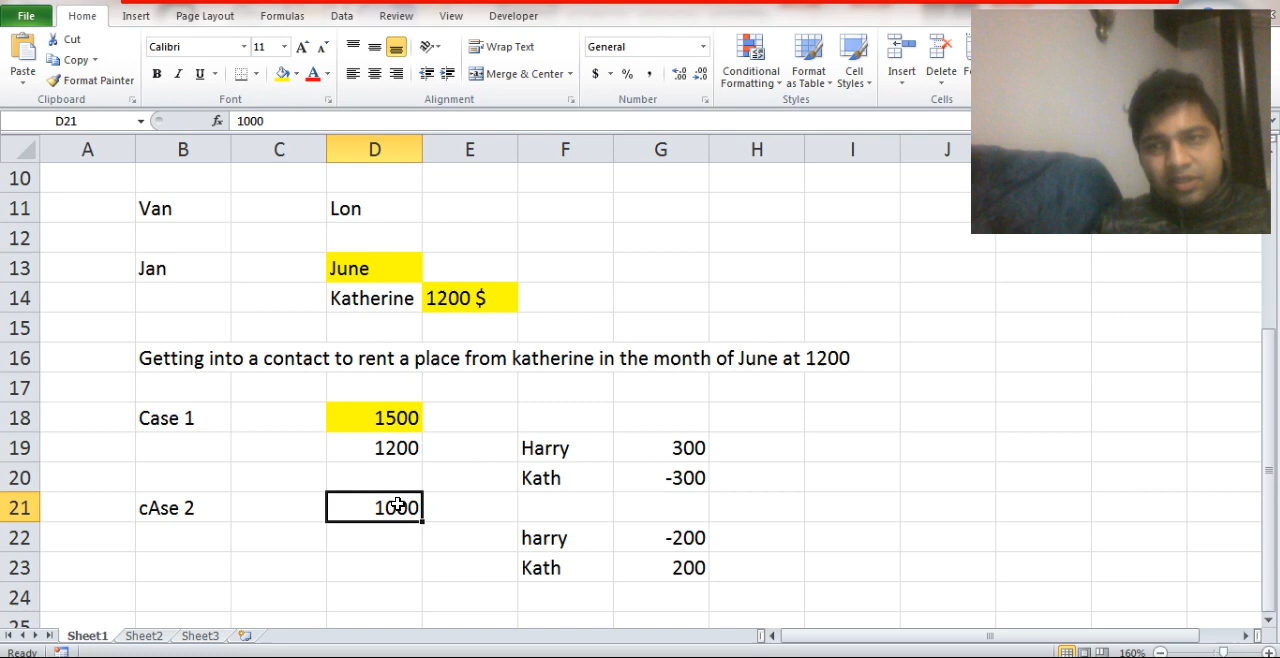 File Home Insert Page Layout Formulas Data Review View Developer
Paste Cut Calibri 11 Wrap Text General Conditional Formatting Format as Table Cell Styles Insert Delete
Copy
Format Painter B I U Merge & Center $ % ,
Clipboard Font Alignment Number Styles Cells
D21 fx 1000
A B C D E F G H I J
10
11 Van Lon
12
13 Jan June
14 Katherine 1200 $
15
16 Getting into a contact to rent a place from katherine in the month of June at 1200
17
18 Case 1 1500
19 1200 Harry 300
20 Kath -300
21 cAse 2 1000
22 harry -200
23 Kath 200
24
25
Sheet1 Sheet2 Sheet3
Ready 160%